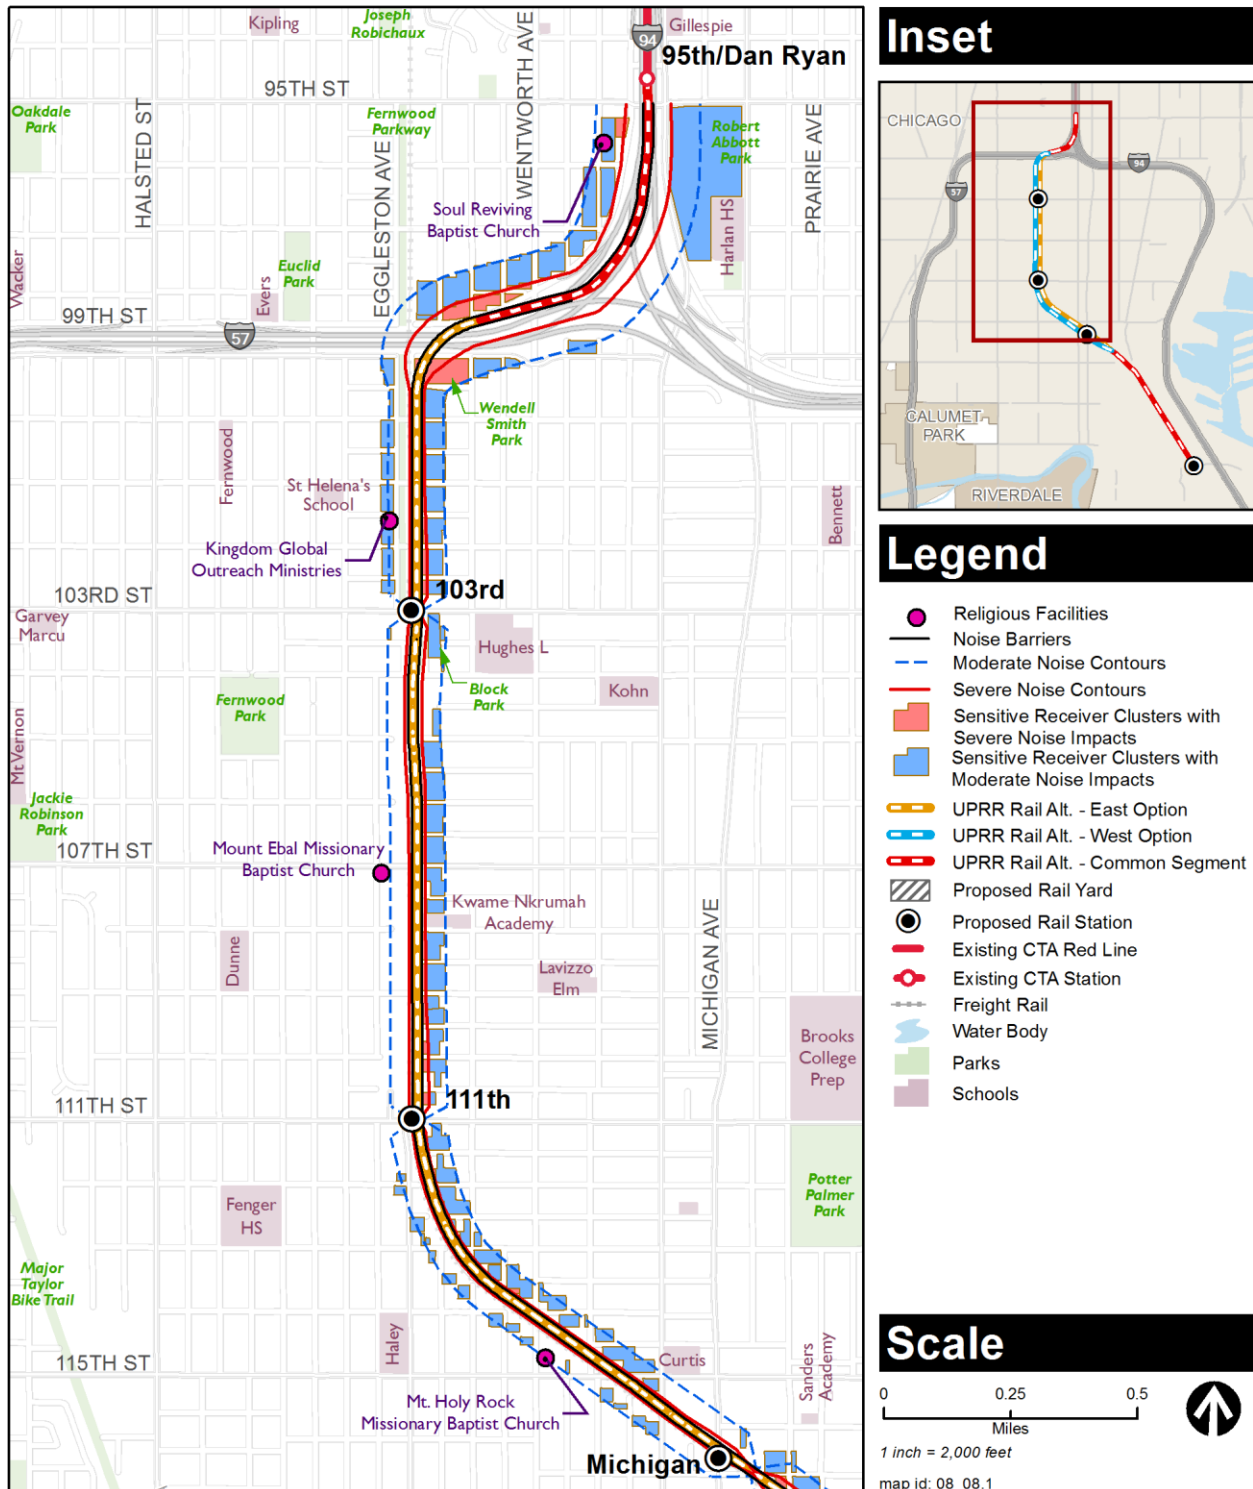 Kipling
Joseph
Robichaux
WENTWORTH AVE
94
Gillespie
95th/Dan Ryan
95TH ST
Oakdale
Park
HALSTED ST
Fernwood
Parkway
EGGLESTON AVE
Robert
Abbott
Park
PRAIRIE AVE
Soul Reviving
Baptist Church
Harlan HS
Wacker
Euclid
Park
Evers
99TH ST
57
Wendell
Smith
Park
Fernwood
St Helena's
School
Bennett
Kingdom Global
Outreach Ministries
103RD ST
103rd
Garvey
Marcu
Hughes L
Block
Park
Kohn
Fernwood
Park
Mt Vernon
Jackie
Robinson
Park
107TH ST
Mount Ebal Missionary
Baptist Church
Kwame Nkrumah
Academy
MICHIGAN AVE
Dunne
Lavizzo
Elm
Brooks
College
Prep
111TH ST
111th
Potter
Palmer
Park
Fenger
HS
Major
Taylor
Bike Trail
Haley
115TH ST
Curtis
Sanders
Academy
Mt. Holy Rock
Missionary Baptist Church
Michigan
Inset
CHICAGO
94
57
CALUMET
PARK
RIVERDALE
Legend
Religious Facilities
Noise Barriers
Moderate Noise Contours
Severe Noise Contours
Sensitive Receiver Clusters with
Severe Noise Impacts
Sensitive Receiver Clusters with
Moderate Noise Impacts
UPRR Rail Alt. - East Option
UPRR Rail Alt. - West Option
UPRR Rail Alt. - Common Segment
Proposed Rail Yard
Proposed Rail Station
Existing CTA Red Line
Existing CTA Station
Freight Rail
Water Body
Parks
Schools
Scale
0 0.25 0.5
Miles
1 inch = 2,000 feet
map id: 08_08.1